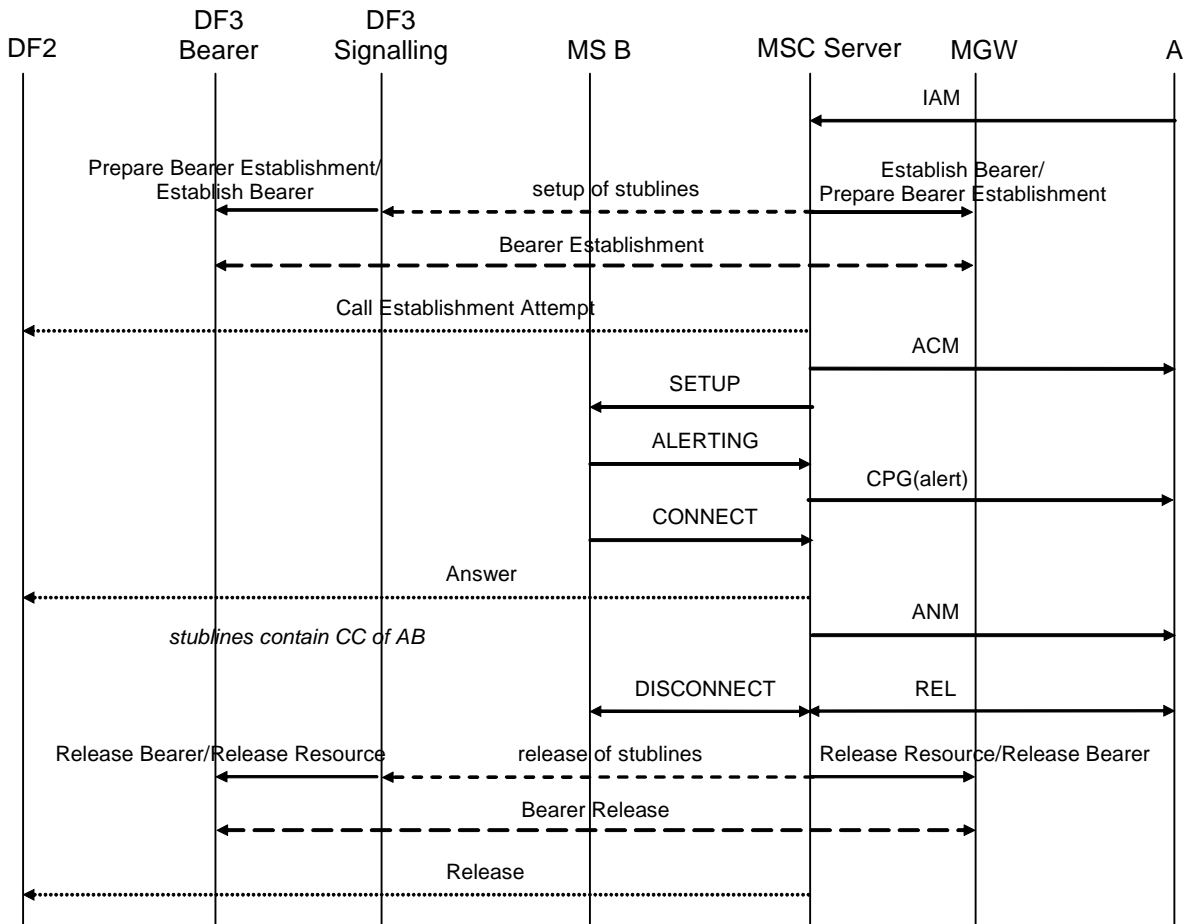 DF2
DF3
Bearer
DF3
Signalling
MS B
MSC Server
MGW
A
IAM
Prepare Bearer Establishment/
Establish Bearer
setup of stublines
Establish Bearer/
Prepare Bearer Establishment
Bearer Establishment
Call Establishment Attempt
ACM
SETUP
ALERTING
CPG(alert)
CONNECT
Answer
ANM
stublines contain CC of AB
DISCONNECT
REL
Release Bearer/Release Resource
release of stublines
Release Resource/Release Bearer
Bearer Release
Release